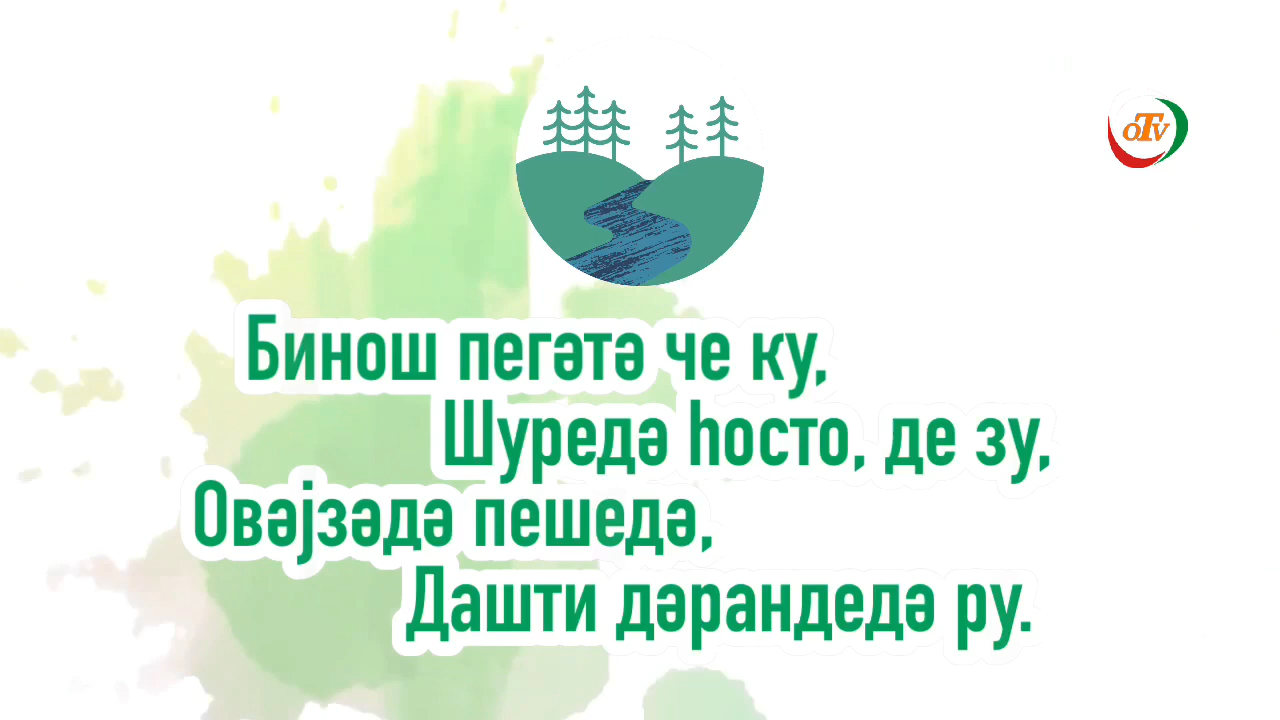 oTv
Бинош пегәтә че ку,
Шуредә һосто, де зу,
Овәјзәдә пешедә,
Дашти дәрандедә ру.